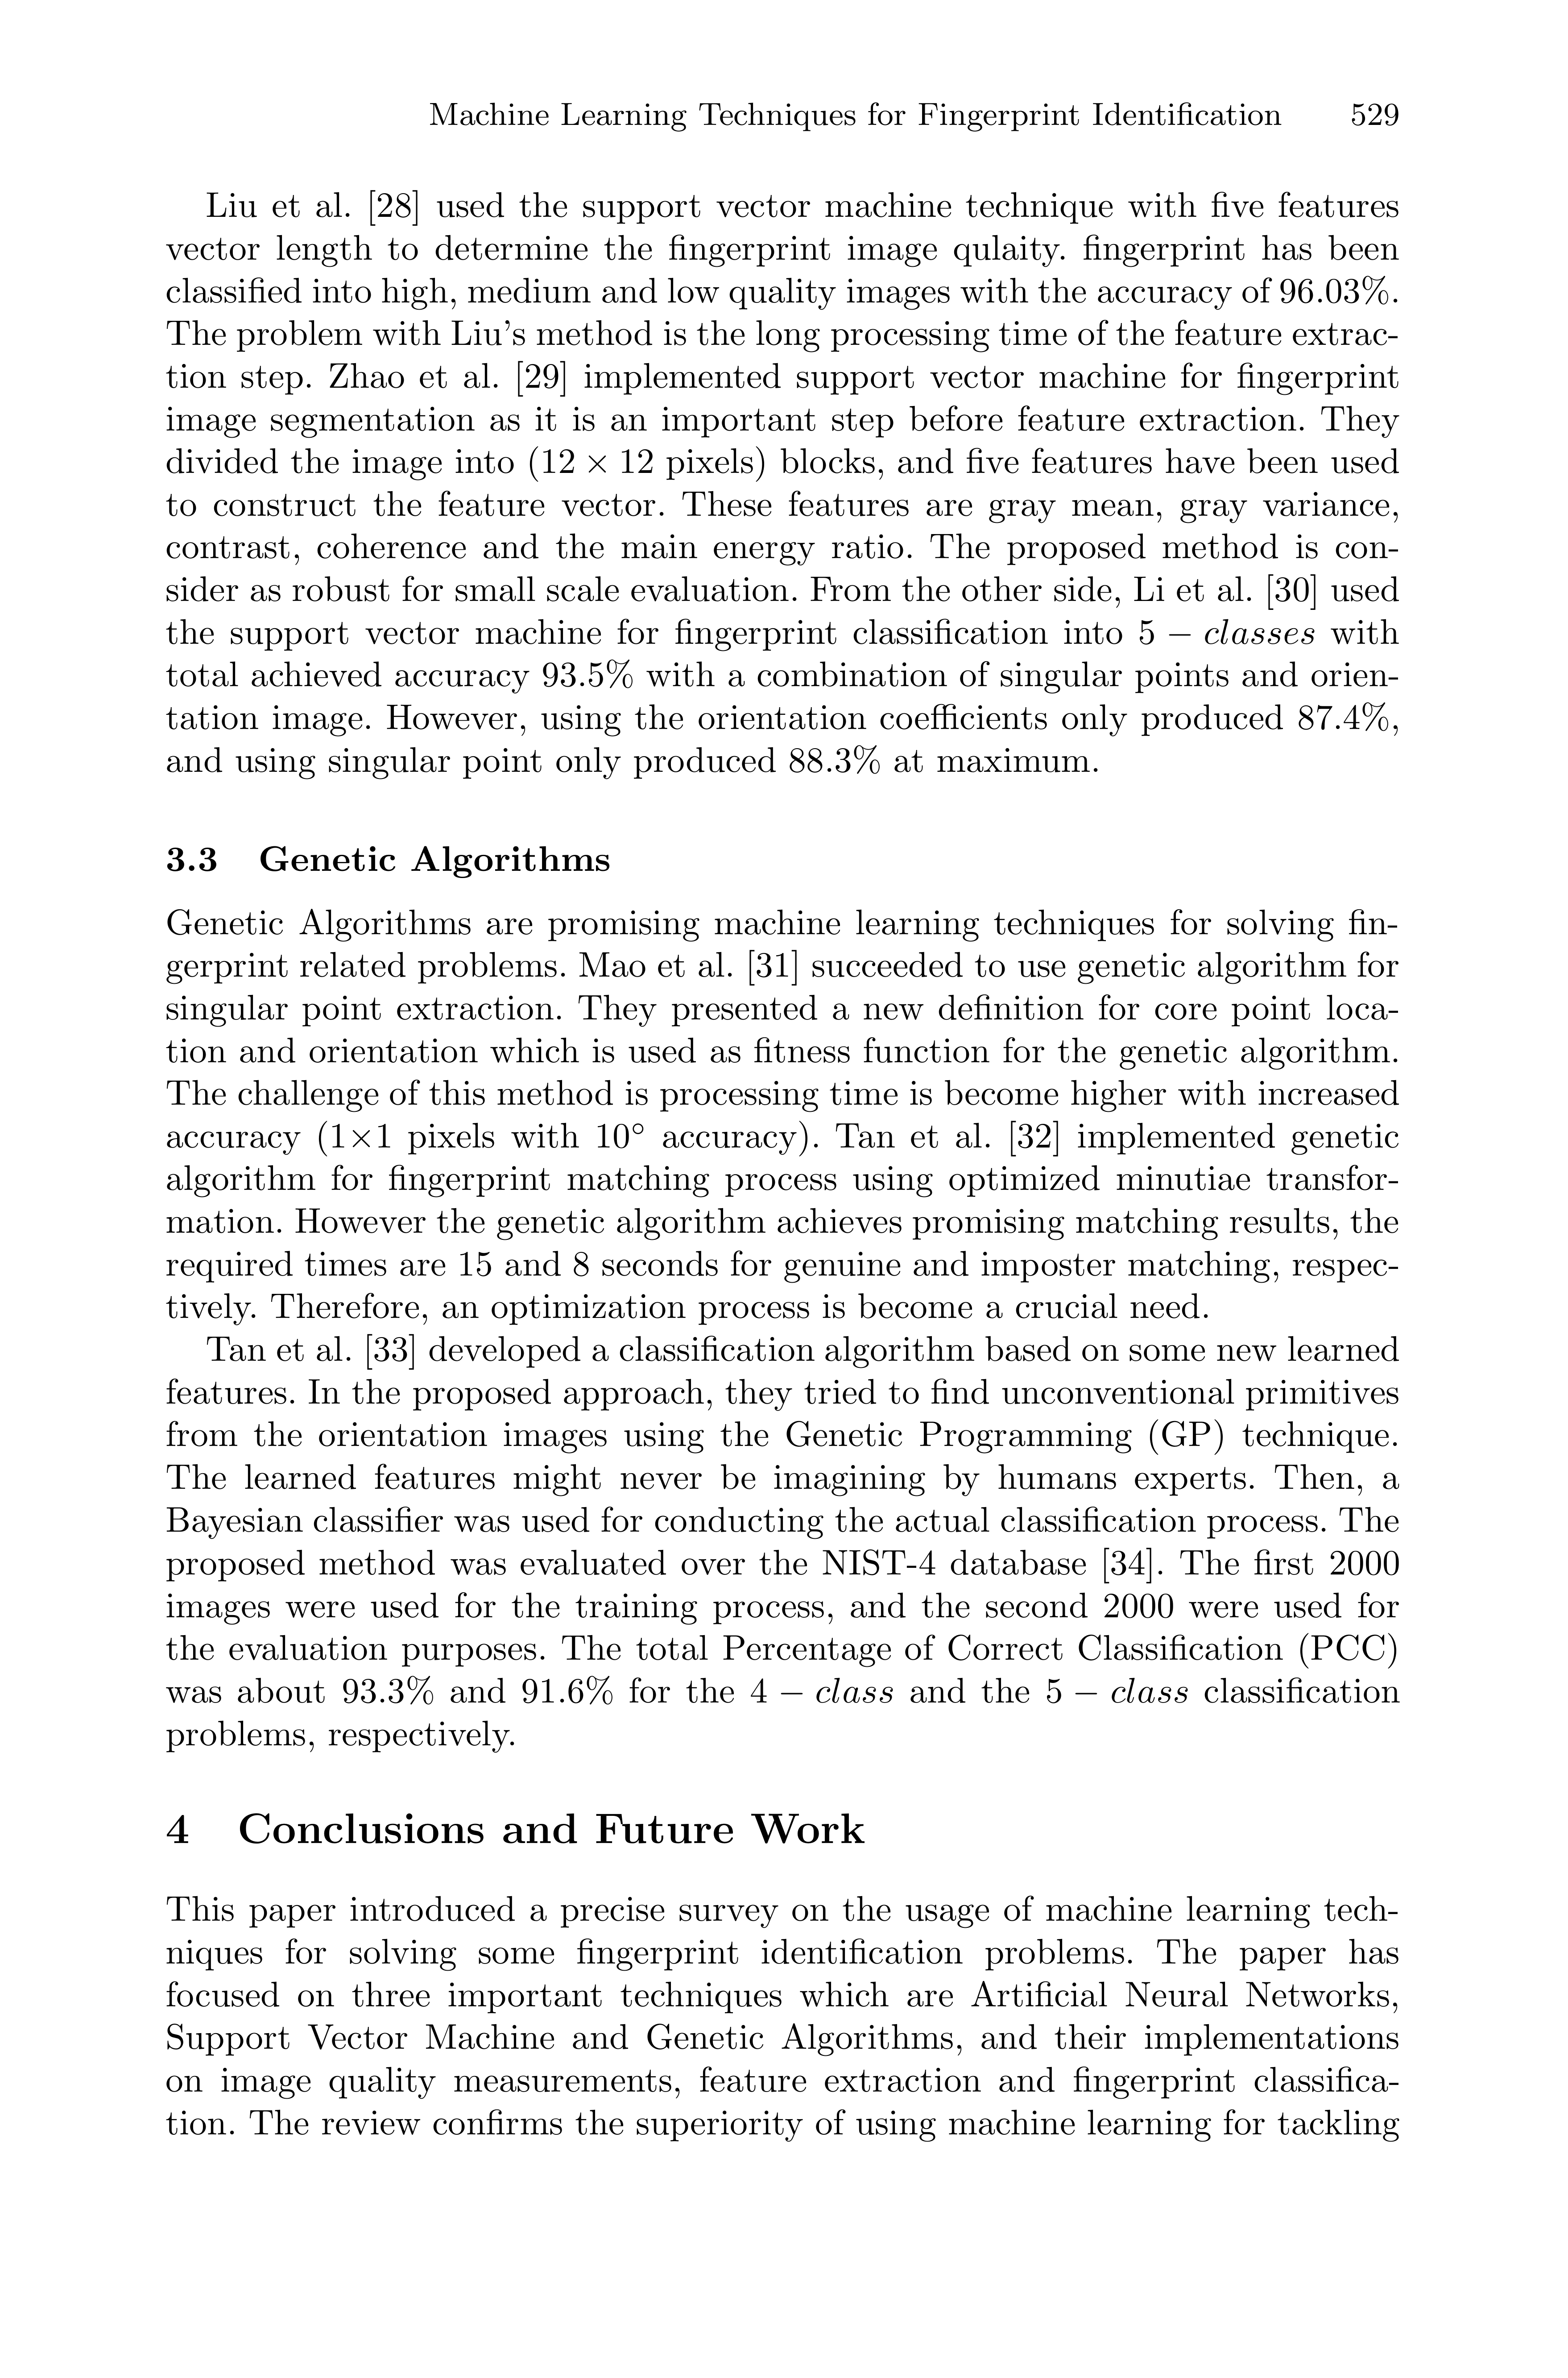 Machine Learning Techniques for Fingerprint Identification 529
Liu et al. [28] used the support vector machine technique with five features
vector length to determine the fingerprint image qulaity. fingerprint has been
classified into high, medium and low quality images with the accuracy of 96.03%.
The problem with Liu's method is the long processing time of the feature extrac-
tion step. Zhao et al. [29] implemented support vector machine for fingerprint
image segmentation as it is an important step before feature extraction. They
divided the image into (12 × 12 pixels) blocks, and five features have been used
to construct the feature vector. These features are gray mean, gray variance,
contrast, coherence and the main energy ratio. The proposed method is con-
sider as robust for small scale evaluation. From the other side, Li et al. [30] used
the support vector machine for fingerprint classification into 5 − classes with
total achieved accuracy 93.5% with a combination of singular points and orien-
tation image. However, using the orientation coefficients only produced 87.4%,
and using singular point only produced 88.3% at maximum.
3.3 Genetic Algorithms
Genetic Algorithms are promising machine learning techniques for solving fin-
gerprint related problems. Mao et al. [31] succeeded to use genetic algorithm for
singular point extraction. They presented a new definition for core point loca-
tion and orientation which is used as fitness function for the genetic algorithm.
The challenge of this method is processing time is become higher with increased
accuracy (1×1 pixels with 10° accuracy). Tan et al. [32] implemented genetic
algorithm for fingerprint matching process using optimized minutiae transfor-
mation. However the genetic algorithm achieves promising matching results, the
required times are 15 and 8 seconds for genuine and imposter matching, respec-
tively. Therefore, an optimization process is become a crucial need.
Tan et al. [33] developed a classification algorithm based on some new learned
features. In the proposed approach, they tried to find unconventional primitives
from the orientation images using the Genetic Programming (GP) technique.
The learned features might never be imagining by humans experts. Then, a
Bayesian classifier was used for conducting the actual classification process. The
proposed method was evaluated over the NIST-4 database [34]. The first 2000
images were used for the training process, and the second 2000 were used for
the evaluation purposes. The total Percentage of Correct Classification (PCC)
was about 93.3% and 91.6% for the 4 − class and the 5 − class classification
problems, respectively.
4 Conclusions and Future Work
This paper introduced a precise survey on the usage of machine learning tech-
niques for solving some fingerprint identification problems. The paper has
focused on three important techniques which are Artificial Neural Networks,
Support Vector Machine and Genetic Algorithms, and their implementations
on image quality measurements, feature extraction and fingerprint classifica-
tion. The review confirms the superiority of using machine learning for tackling